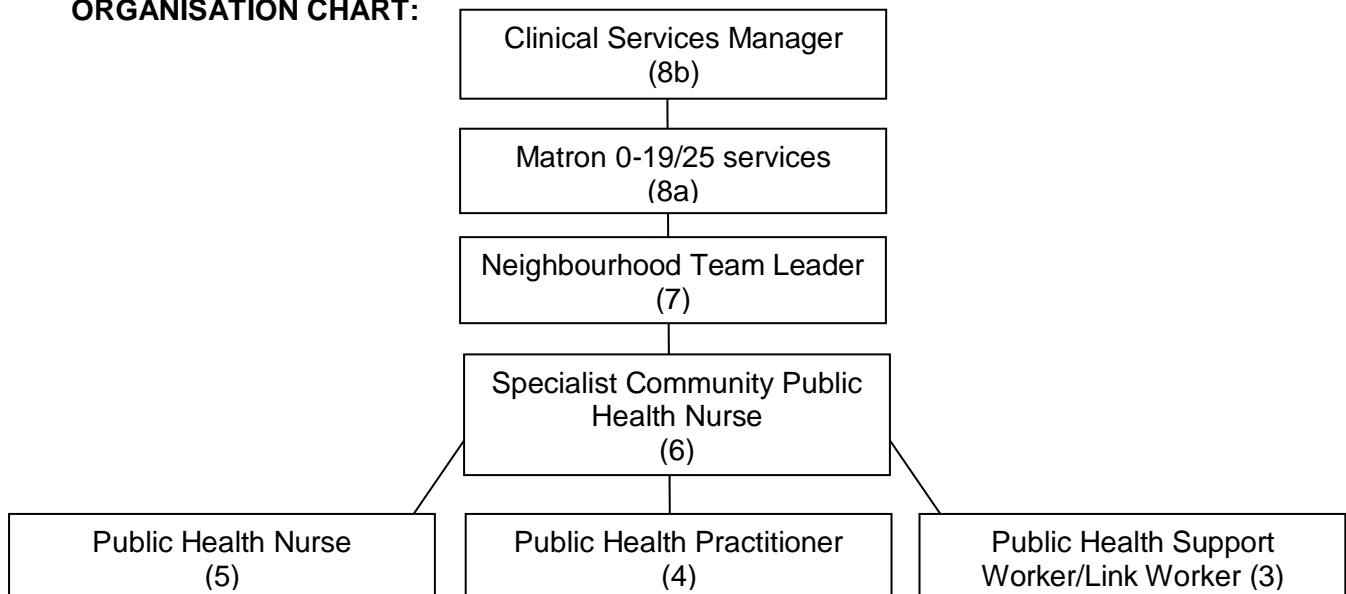 ORGANISATION CHART:
Clinical Services Manager
(8b)
Matron 0-19/25 services
(8a)
Neighbourhood Team Leader
(7)
Specialist Community Public
Health Nurse
(6)
Public Health Nurse
(5)
Public Health Practitioner
(4)
Public Health Support
Worker/Link Worker (3)